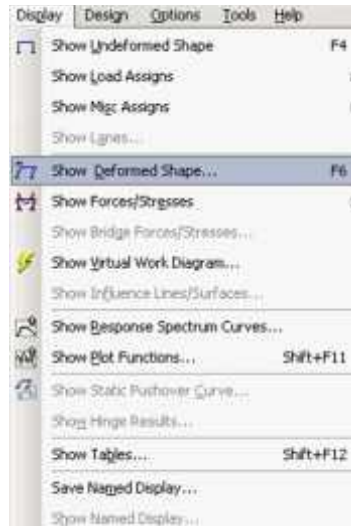 Display Design Options Tools Help
Show Undeformed Shape F4
Show Load Assigns
Show Misc Assigns
Show Lanes...
Show Deformed Shape... F6
Show Forces/Stresses
Show Bridge Forces/Stresses...
Show Virtual Work Diagram...
Show Influence Lines/Surfaces...
Show Response Spectrum Curves...
Show Plot Functions... Shift+F11
Show Static Pushover Curve...
Show Hinge Results...
Show Tables... Shift+F12
Save Named Display...
Show Named Display...